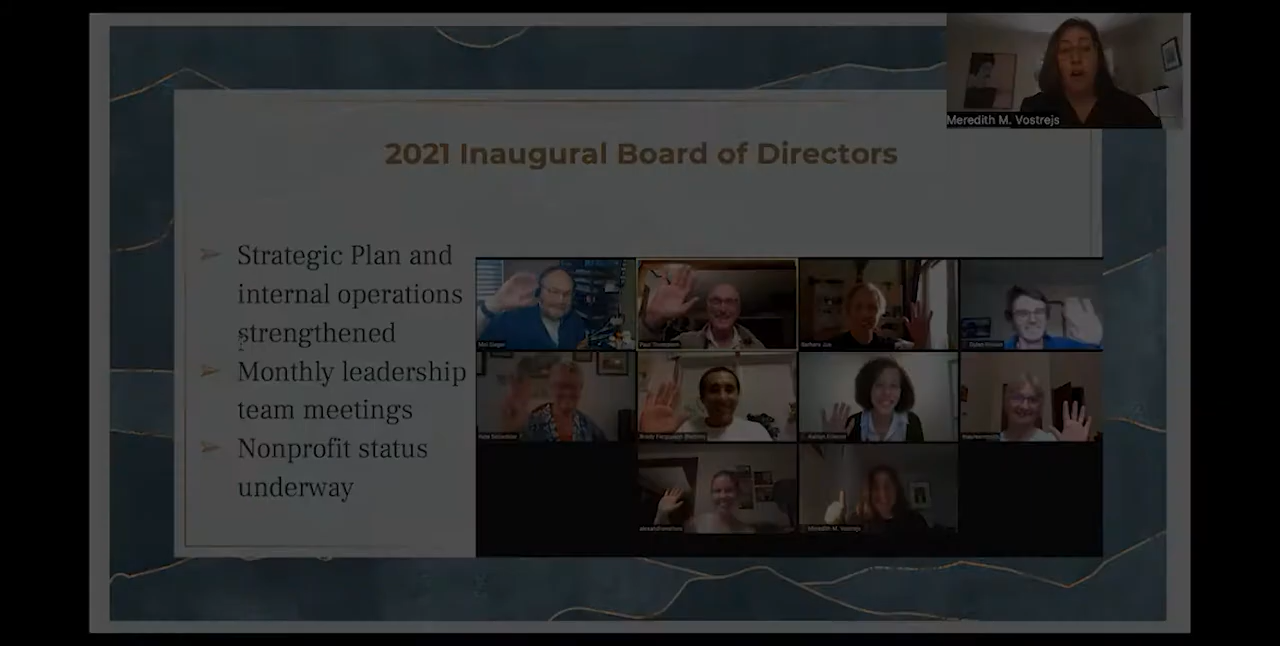 Meredith M. Vostrejs
2021 Inaugural Board of Directors
➢ Strategic Plan and
internal operations
strengthened
➢ Monthly leadership
team meetings
➢ Nonprofit status
underway
Meredith M. Vostrejs